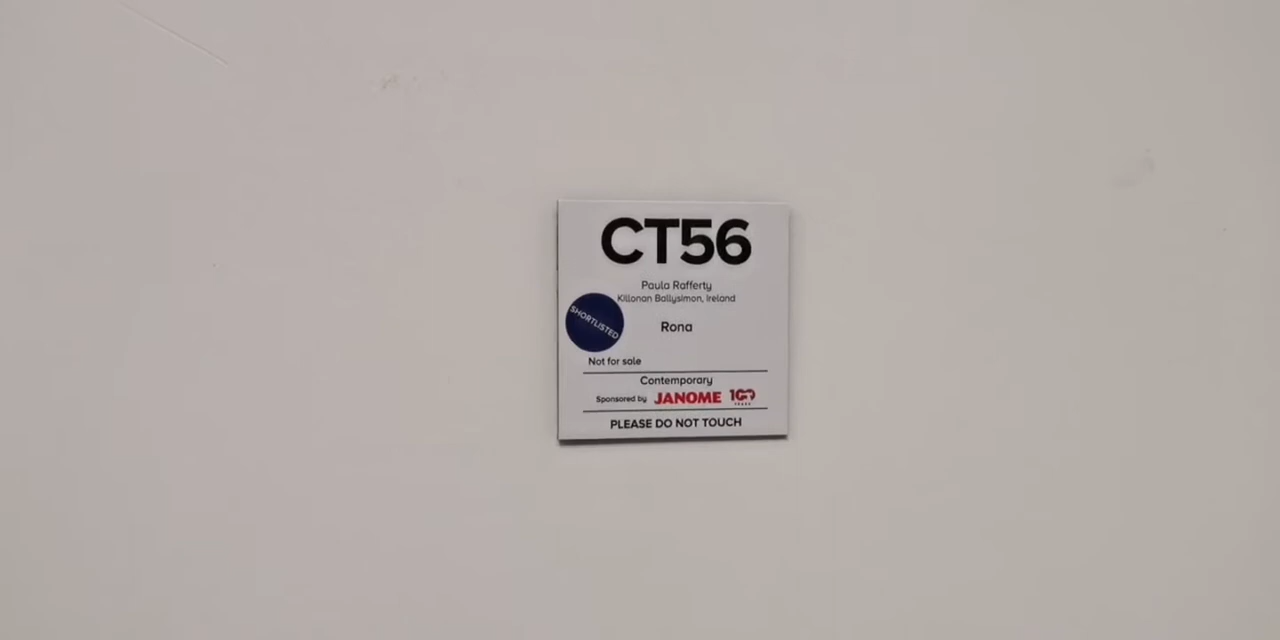 CT56
Paula Rafferty
Killonan Ballysimon, Ireland
SHORTLISTED
Rona
Not for sale
Contemporary
Sponsored by JANOME 100
YEARS
PLEASE DO NOT TOUCH